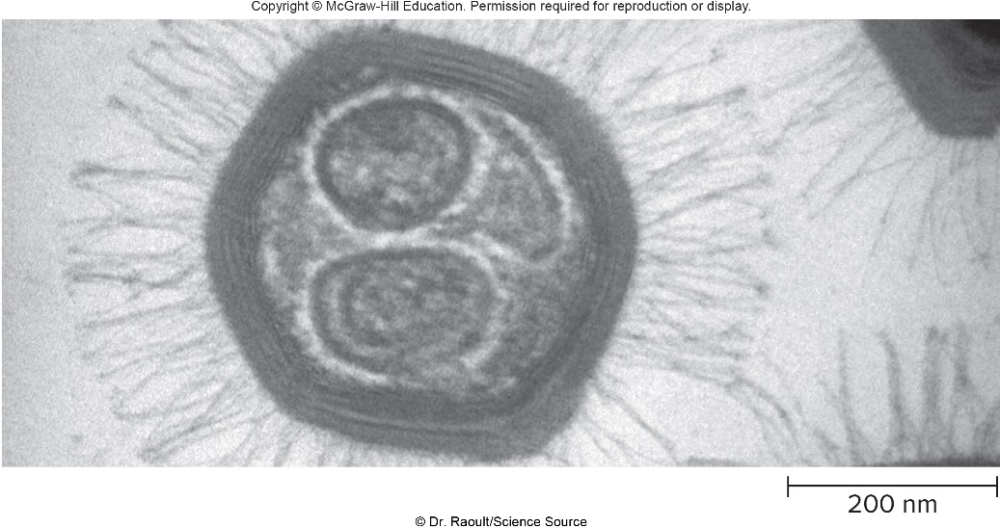 Copyright © McGraw-Hill Education. Permission required for reproduction or display.
200 nm
© Dr. Raoult/Science Source